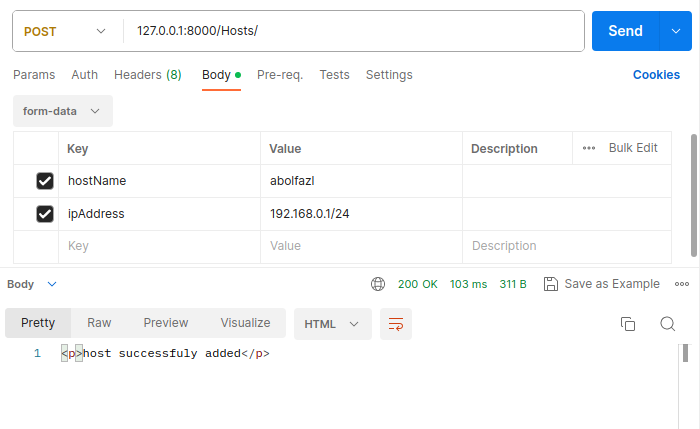 POST 127.0.0.1:8000/Hosts/ Send
Params Auth Headers (8) Body Pre-req. Tests Settings Cookies
form-data
Key Value Description Bulk Edit
hostName abolfazl
ipAddress 192.168.0.1/24
Key Value Description
Body 200 OK 103 ms 311 B Save as Example
Pretty Raw Preview Visualize HTML
1 <p>host successfuly added</p>